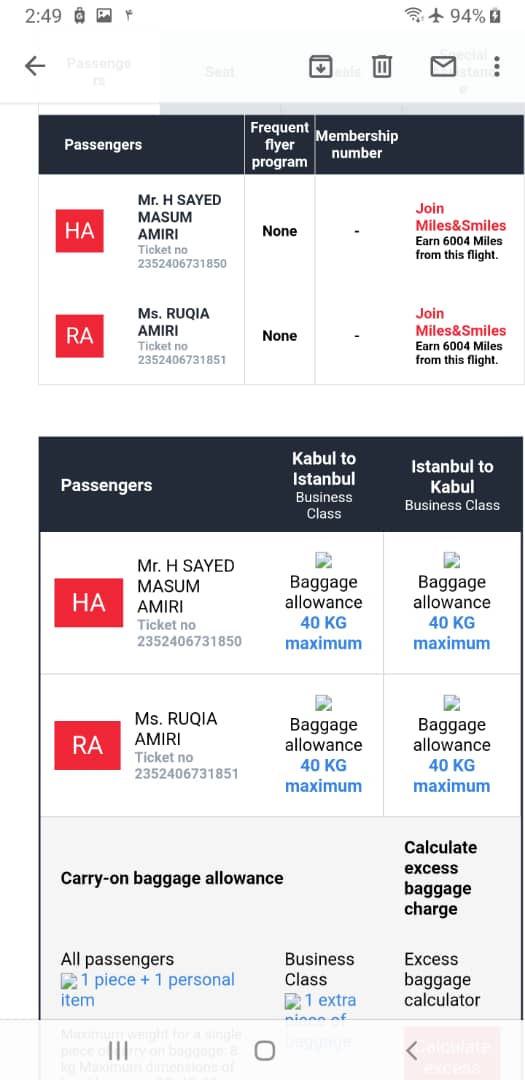 2:49
94%
Passenge
rs
Seat
eals
Special
istanc
e
Passengers
Frequent
flyer
program
Membership
number
HA
Mr. H SAYED
MASUM
AMIRI
Ticket no
2352406731850
None
-
Join
Miles&Smiles
Earn 6004 Miles
from this flight.
RA
Ms. RUQIA
AMIRI
Ticket no
2352406731851
None
-
Join
Miles&Smiles
Earn 6004 Miles
from this flight.
Passengers
Kabul to
Istanbul
Business
Class
Istanbul to
Kabul
Business Class
HA
Mr. H SAYED
MASUM
AMIRI
Ticket no
2352406731850
Baggage
allowance
40 KG
maximum
Baggage
allowance
40 KG
maximum
RA
Ms. RUQIA
AMIRI
Ticket no
2352406731851
Baggage
allowance
40 KG
maximum
Baggage
allowance
40 KG
maximum
Carry-on baggage allowance
Calculate
excess
baggage
charge
All passengers
1 piece + 1 personal
item
Business
Class
1 extra
piece of
baggage
Excess
baggage
calculator
Maximum weight for a single
piece of carry-on baggage: 8
kg Maximum dimensions of
Calculate
excess